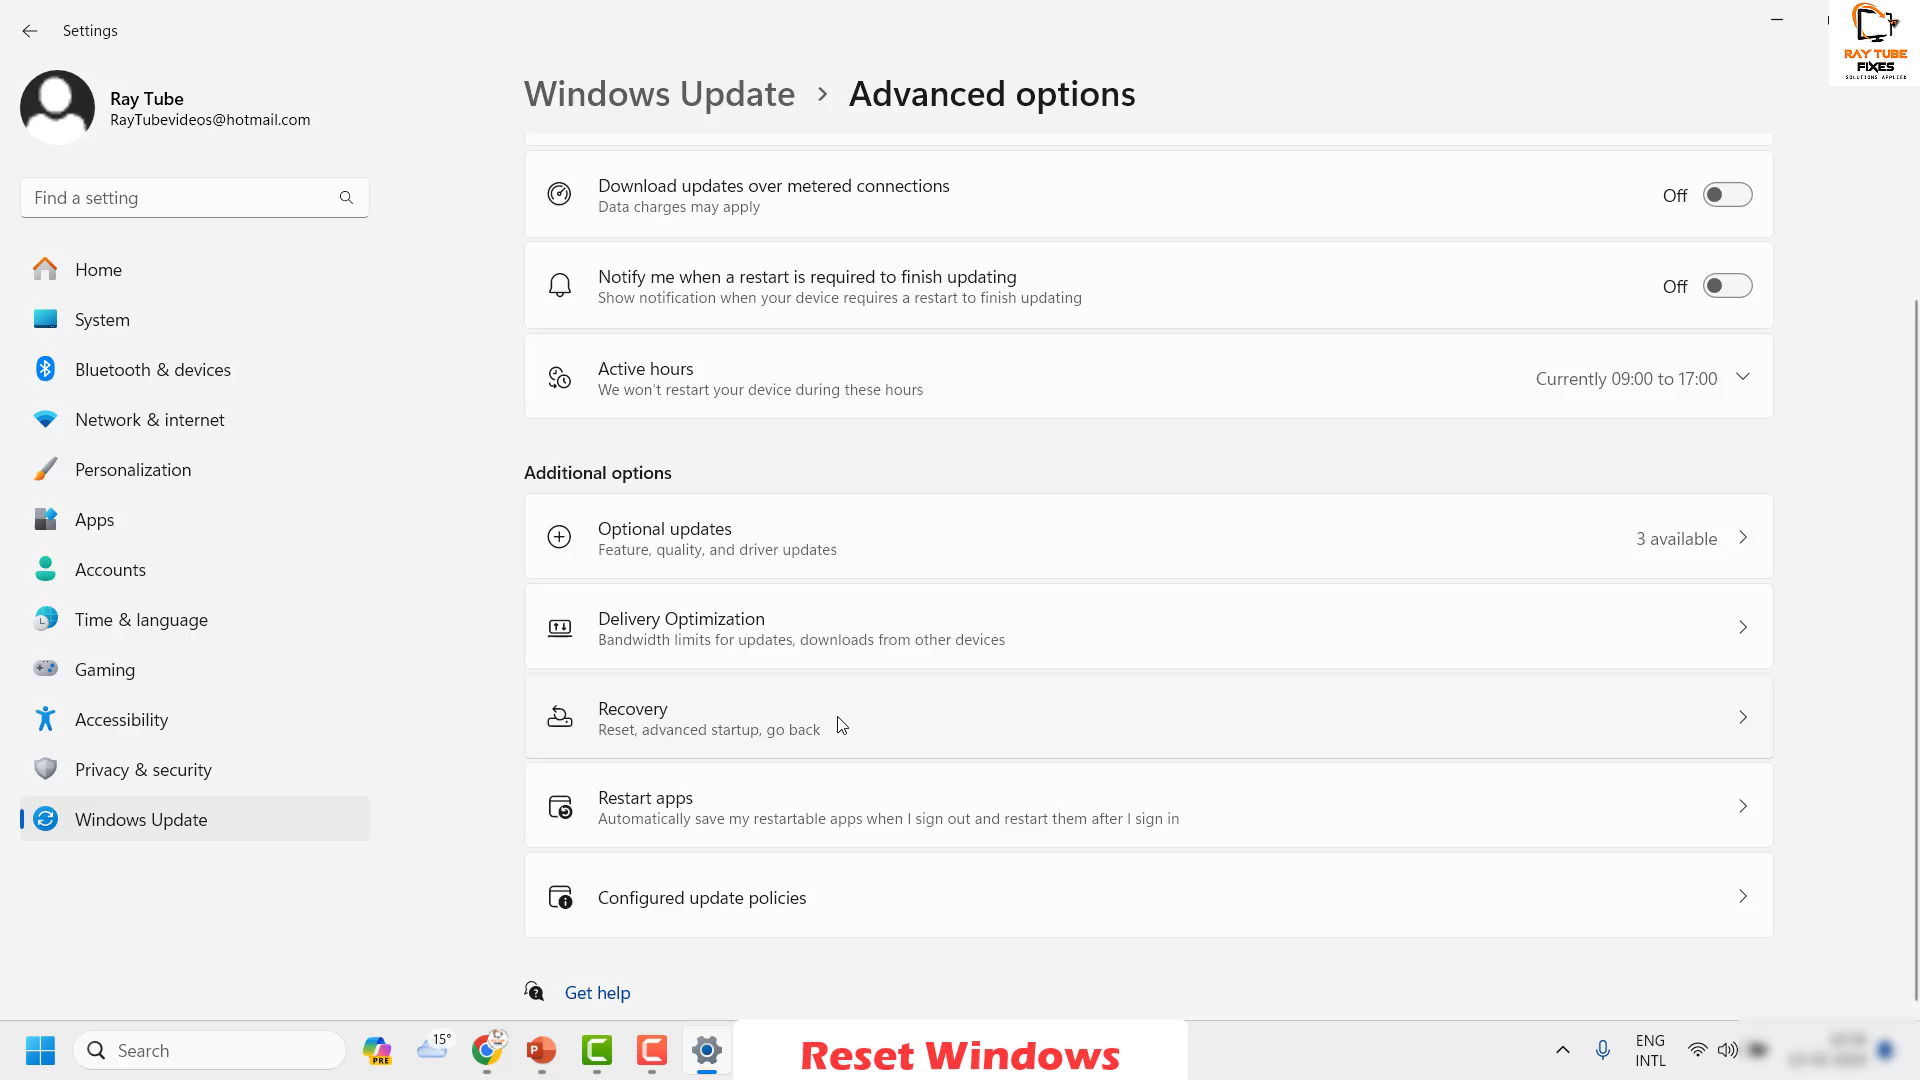 Settings
RAY TUBE
FIXES
SOLUTIONS APPLIED
Ray Tube
RayTubevideos@hotmail.com
Find a setting
Home
System
Bluetooth & devices
Network & internet
Personalization
Apps
Accounts
Time & language
Gaming
Accessibility
Privacy & security
Windows Update
Windows Update > Advanced options
Download updates over metered connections
Data charges may apply
Off
Notify me when a restart is required to finish updating
Show notification when your device requires a restart to finish updating
Off
Active hours
We won't restart your device during these hours
Currently 09:00 to 17:00
Additional options
Optional updates
Feature, quality, and driver updates
3 available
Delivery Optimization
Bandwidth limits for updates, downloads from other devices
Recovery
Reset, advanced startup, go back
Restart apps
Automatically save my restartable apps when I sign out and restart them after I sign in
Configured update policies
Get help
Search
PRE
15°
Reset Windows
ENG
INTL